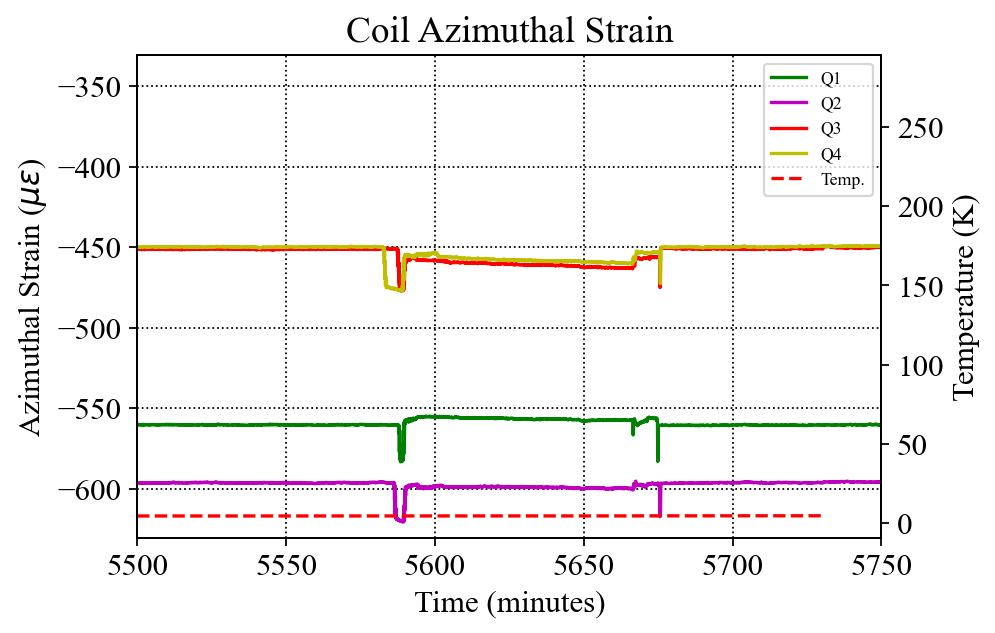 Coil Azimuthal Strain
Azimuthal Strain (με)
−350
−400
−450
−500
−550
−600
Q1
Q2
Q3
Q4
Temp.
250
200
150
100
50
0
Temperature (K)
5500 5550 5600 5650 5700 5750
Time (minutes)